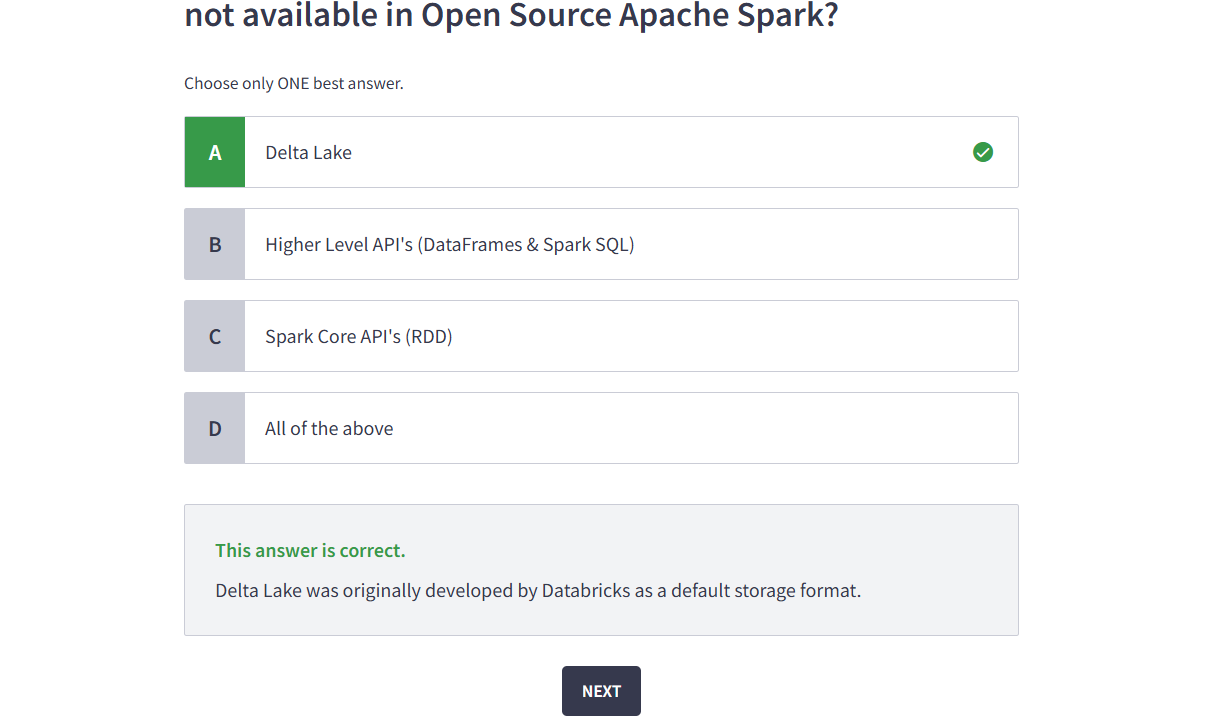 not available in Open Source Apache Spark?
Choose only ONE best answer.
A Delta Lake
B Higher Level API's (DataFrames & Spark SQL)
C Spark Core API's (RDD)
D All of the above
This answer is correct.
Delta Lake was originally developed by Databricks as a default storage format.
NEXT